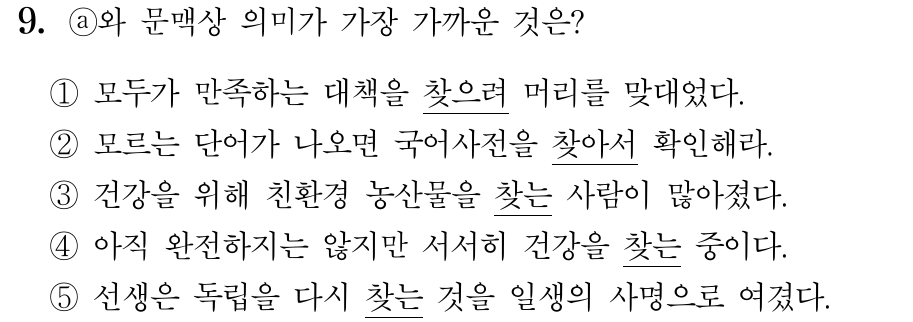 9. ⓐ와 문맥상 의미가 가장 가까운 것은?
① 모두가 만족하는 대책을 찾으려 머리를 맞대었다.
② 모르는 단어가 나오면 국어사전을 찾아서 확인해라.
③ 건강을 위해 친환경 농산물을 찾는 사람이 많아졌다.
④ 아직 완전하지는 않지만 서서히 건강을 찾는 중이다.
⑤ 선생은 독립을 다시 찾는 것을 일생의 사명으로 여겼다.